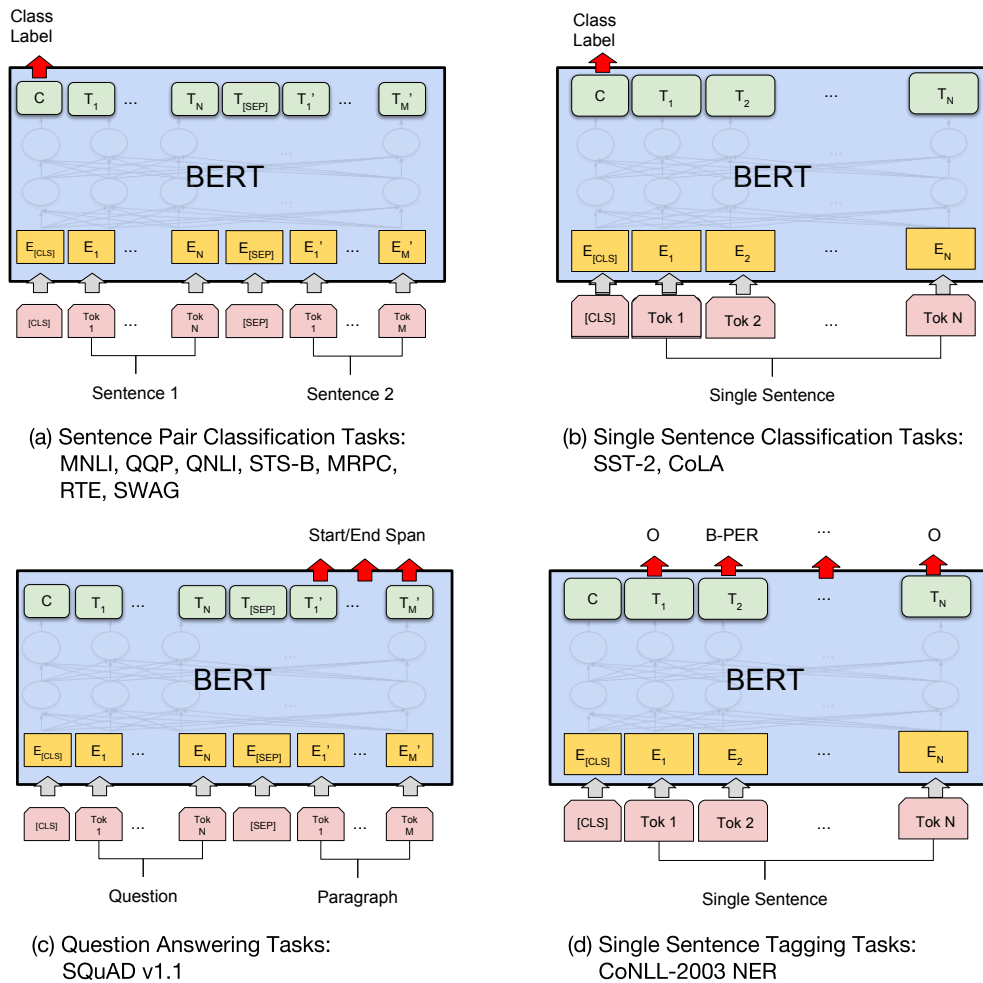 Class
Label
C T1 ... TN T[SEP] T1' ... TM'
...
BERT
E[CLS] E1 ... EN E[SEP] E1' ... EM'
[CLS] Tok 1 ... Tok N [SEP] Tok 1 ... Tok M
Sentence 1 Sentence 2
(a) Sentence Pair Classification Tasks:
MNLI, QQP, QNLI, STS-B, MRPC,
RTE, SWAG
Class
Label
C T1 T2 ... TN
...
BERT
E[CLS] E1 E2 ... EN
[CLS] Tok 1 Tok 2 ... Tok N
Single Sentence
(b) Single Sentence Classification Tasks:
SST-2, CoLA
Start/End Span
C T1 ... TN T[SEP] T1' ... TM'
...
BERT
E[CLS] E1 ... EN E[SEP] E1' ... EM'
[CLS] Tok 1 ... Tok N [SEP] Tok 1 ... Tok M
Question Paragraph
(c) Question Answering Tasks:
SQuAD v1.1
O B-PER ... O
C T1 T2 ... TN
...
BERT
E[CLS] E1 E2 ... EN
[CLS] Tok 1 Tok 2 ... Tok N
Single Sentence
(d) Single Sentence Tagging Tasks:
CoNLL-2003 NER